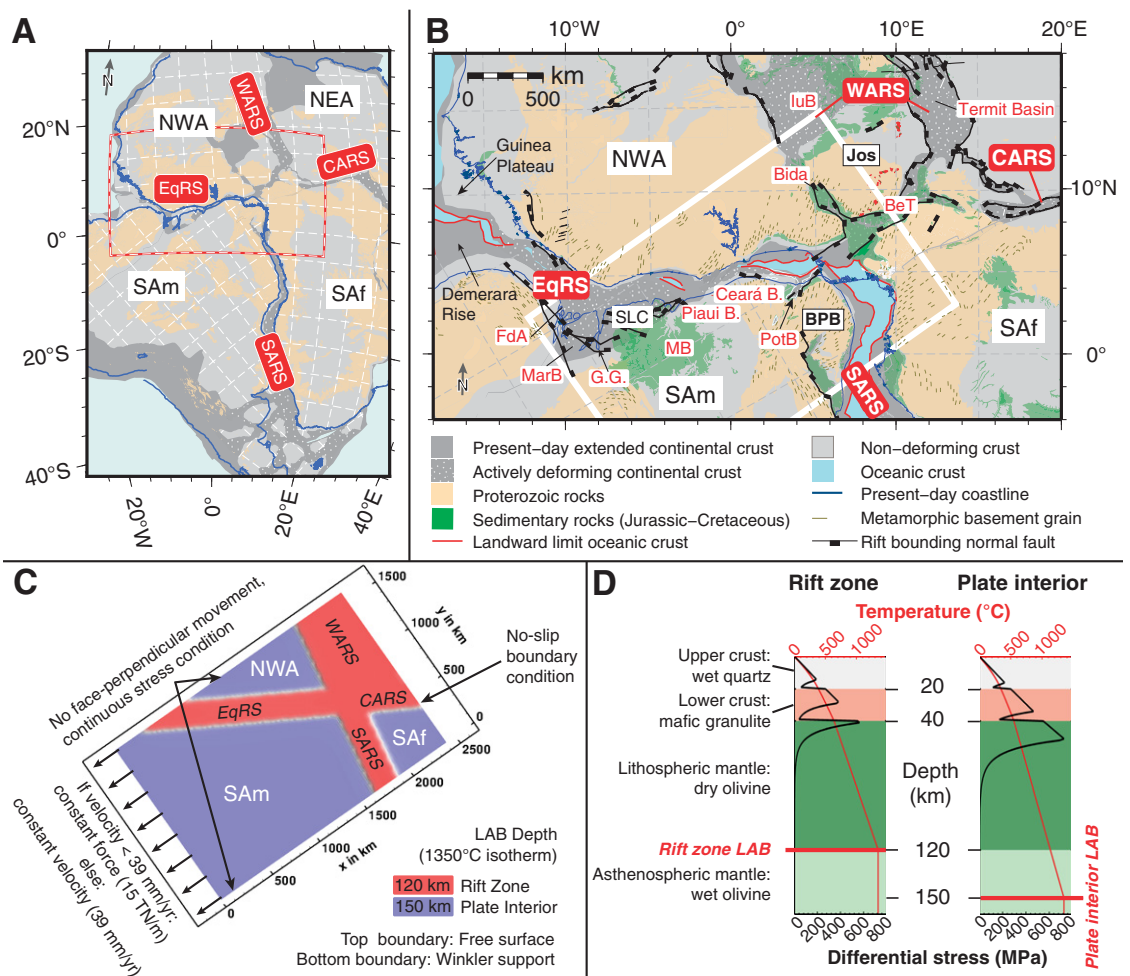 A
N
WARS
NEA
NWA
CARS
EqRS
SAm
SAf
SARS
20°N
0°
20°S
40°S
20°W
0°
20°E
40°E
B
10°W
0°
10°E
20°E
km
0
500
IuB
WARS
Termit Basin
Guinea
Plateau
NWA
Jos
CARS
Bida
10°N
BeT
Demerara
Rise
EqRS
Ceará B.
SLC
Piaui B.
FdA
PotB
BPB
SAf
MB
0°
MarB
G.G.
SAm
SARS
N
Present-day extended continental crust
Actively deforming continental crust
Proterozoic rocks
Sedimentary rocks (Jurassic−Cretaceous)
Landward limit oceanic crust
Non-deforming crust
Oceanic crust
Present-day coastline
Metamorphic basement grain
Rift bounding normal fault
C
No face-perpendicular movement,
continuous stress condition
1500
y in km
1000
500
0
No-slip
boundary
condition
NWA
WARS
EqRS
CARS
SARS
SAf
SAm
2500
2000
1500
1000
x in km
500
0
If velocity < 39 mm/yr:
constant force (15 TN/m)
else:
constant velocity (39 mm/yr)
LAB Depth
(1350°C isotherm)
120 km Rift Zone
150 km Plate Interior
Top boundary: Free surface
Bottom boundary: Winkler support
D
Rift zone
Plate interior
Temperature (°C)
0 500 1000
0 500 1000
Upper crust:
wet quartz
20
Lower crust:
mafic granulite
40
Lithospheric mantle:
dry olivine
Depth
(km)
Rift zone LAB
120
Asthenospheric mantle:
wet olivine
150
Plate interior LAB
0 200 400 600 800
0 200 400 600 800
Differential stress (MPa)